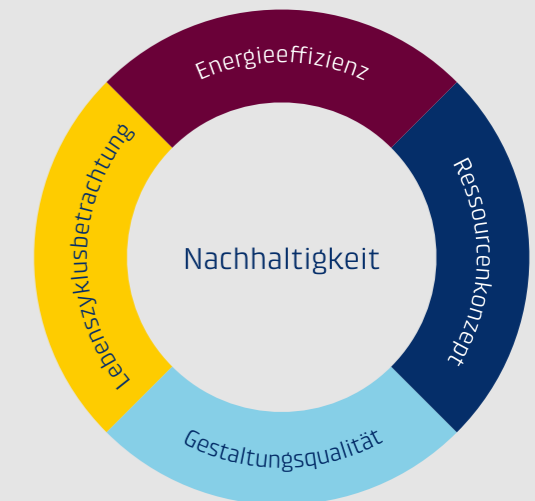 Energieeffizienz
Ressourcenkonzept
Gestaltungsqualität
Lebenszyklusbetrachtung
Nachhaltigkeit